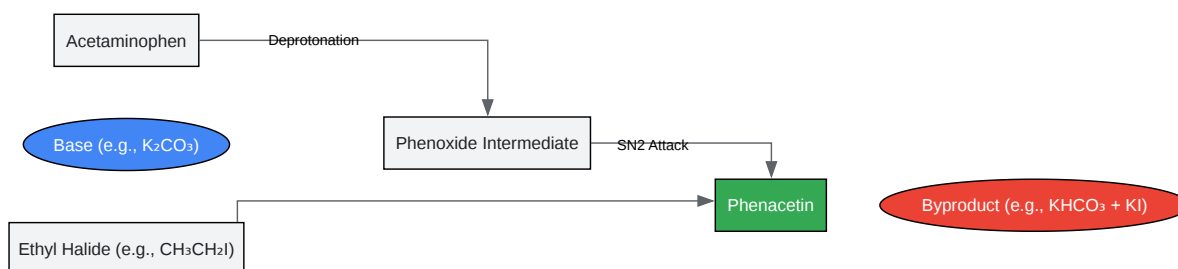 Acetaminophen
Deprotonation
Base (e.g., K₂CO₃)
Phenoxide Intermediate
SN2 Attack
Phenacetin
Byproduct (e.g., KHCO₃ + KI)
Ethyl Halide (e.g., CH₃CH₂I)